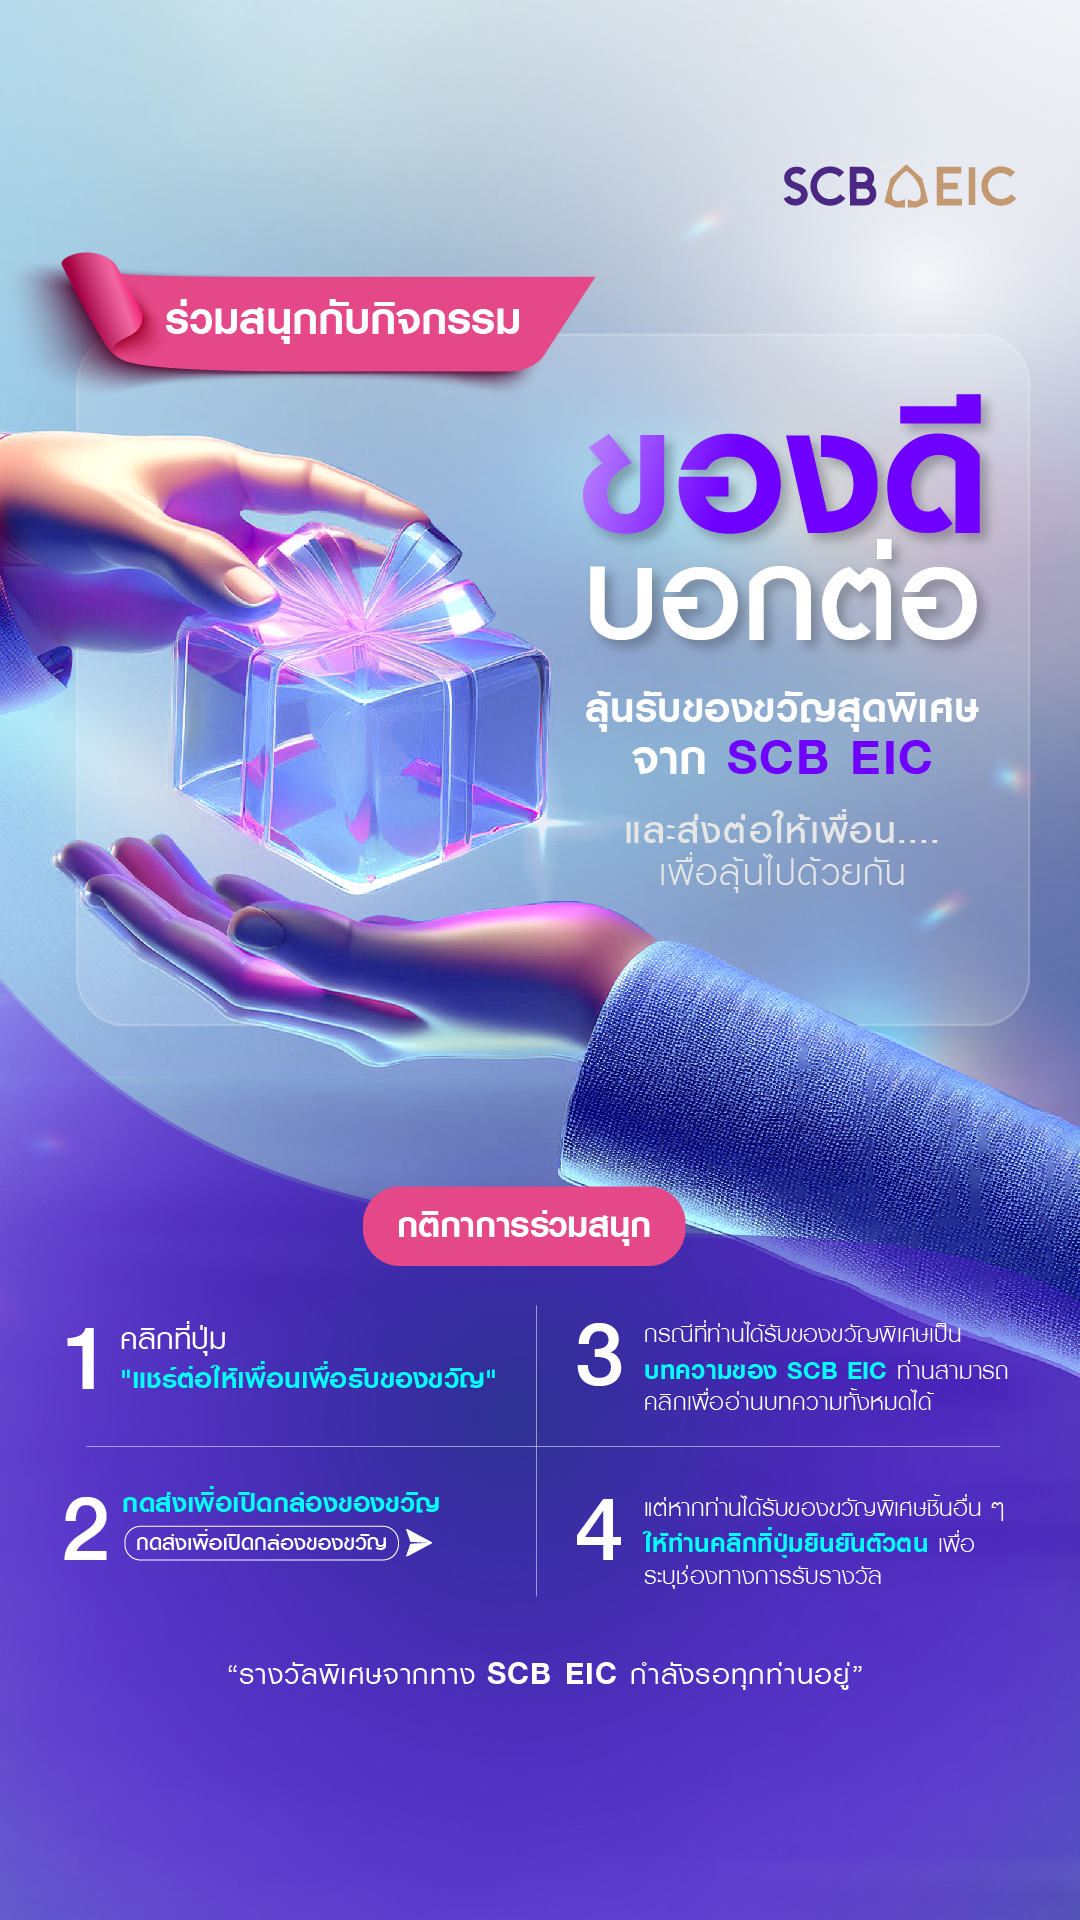 SCB EIC
ร่วมสนุกกับกิจกรรม
ของดี
บอกต่อ
ลุ้นรับของขวัญสุดพิเศษ
จาก SCB EIC
และส่งต่อให้เพื่อน....
เพื่อลุ้นไปด้วยกัน
กติกาการร่วมสนุก
1 คลิกที่ปุ่ม
"แชร์ต่อให้เพื่อนเพื่อรับของขวัญ"
2 กดส่งเพื่อเปิดกล่องของขวัญ
กดส่งเพื่อเปิดกล่องของขวัญ
3 กรณีที่ท่านได้รับของขวัญพิเศษเป็น
บทความของ SCB EIC ท่านสามารถ
คลิกเพื่ออ่านบทความทั้งหมดได้
4 แต่หากท่านได้รับของขวัญพิเศษชิ้นอื่น ๆ
ให้ท่านคลิกที่ปุ่มยืนยันตัวตน เพื่อ
ระบุช่องทางการรับรางวัล
“รางวัลพิเศษจากทาง SCB EIC กำลังรอทุกท่านอยู่”